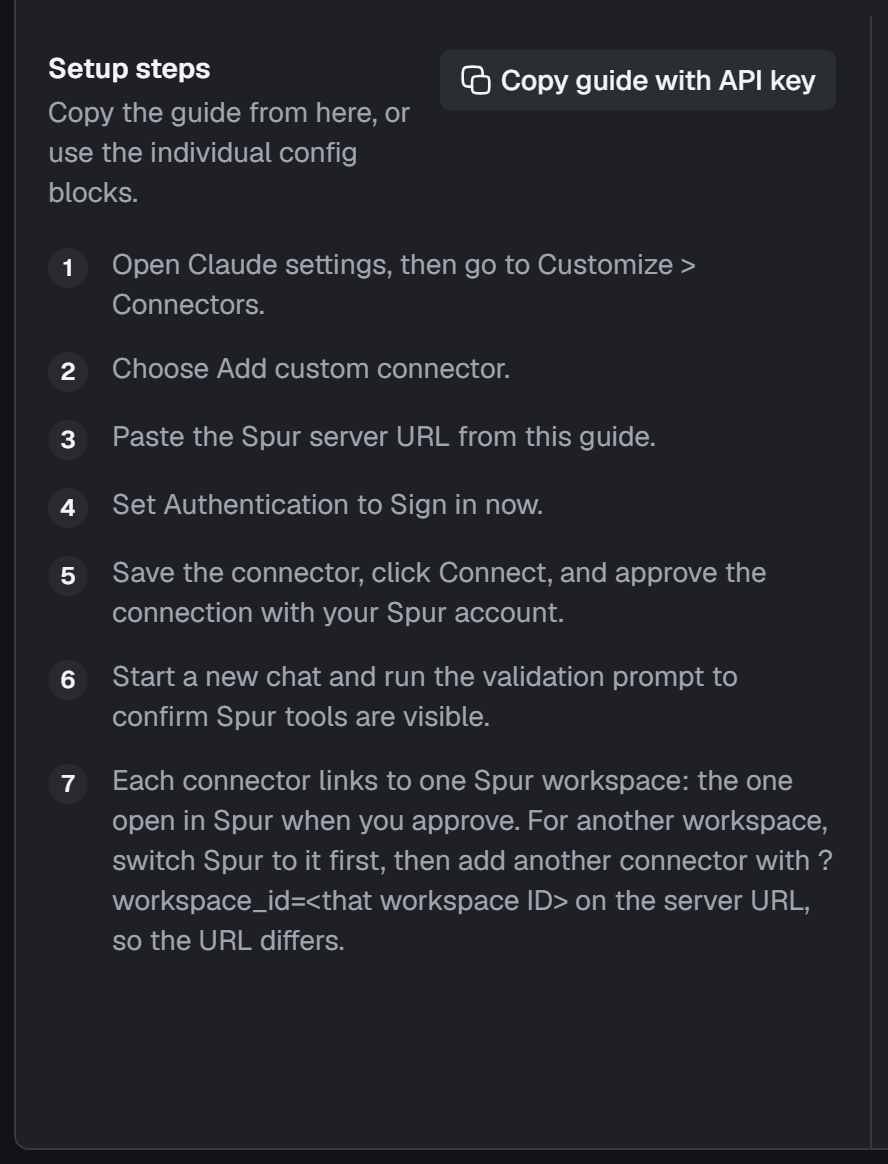 Setup steps
Copy guide with API key
Copy the guide from here, or
use the individual config
blocks.
1
Open Claude settings, then go to Customize >
Connectors.
2
Choose Add custom connector.
3
Paste the Spur server URL from this guide.
4
Set Authentication to Sign in now.
5
Save the connector, click Connect, and approve the
connection with your Spur account.
6
Start a new chat and run the validation prompt to
confirm Spur tools are visible.
7
Each connector links to one Spur workspace: the one
open in Spur when you approve. For another workspace,
switch Spur to it first, then add another connector with ?
workspace_id=<that workspace ID> on the server URL,
so the URL differs.